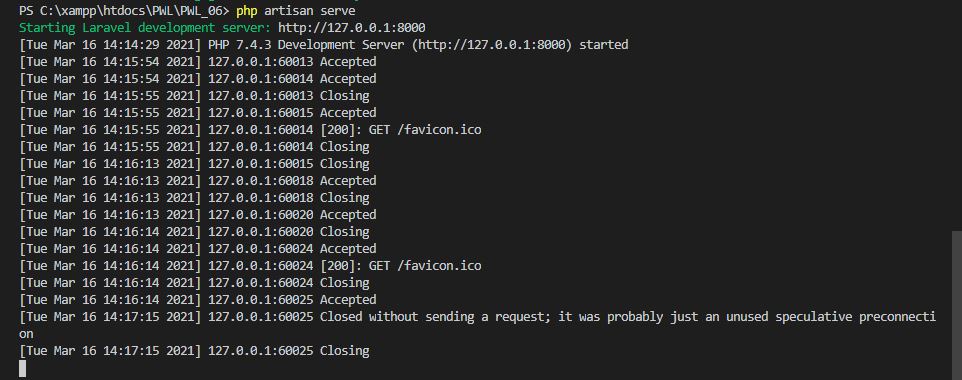 PS C:\xampp\htdocs\PWL\PWL_06> php artisan serve
Starting Laravel development server: http://127.0.0.1:8000
[Tue Mar 16 14:14:29 2021] PHP 7.4.3 Development Server (http://127.0.0.1:8000) started
[Tue Mar 16 14:15:54 2021] 127.0.0.1:60013 Accepted
[Tue Mar 16 14:15:54 2021] 127.0.0.1:60014 Accepted
[Tue Mar 16 14:15:55 2021] 127.0.0.1:60013 Closing
[Tue Mar 16 14:15:55 2021] 127.0.0.1:60015 Accepted
[Tue Mar 16 14:15:55 2021] 127.0.0.1:60014 [200]: GET /favicon.ico
[Tue Mar 16 14:15:55 2021] 127.0.0.1:60014 Closing
[Tue Mar 16 14:16:13 2021] 127.0.0.1:60015 Closing
[Tue Mar 16 14:16:13 2021] 127.0.0.1:60018 Accepted
[Tue Mar 16 14:16:13 2021] 127.0.0.1:60018 Closing
[Tue Mar 16 14:16:13 2021] 127.0.0.1:60020 Accepted
[Tue Mar 16 14:16:14 2021] 127.0.0.1:60020 Closing
[Tue Mar 16 14:16:14 2021] 127.0.0.1:60024 Accepted
[Tue Mar 16 14:16:14 2021] 127.0.0.1:60024 [200]: GET /favicon.ico
[Tue Mar 16 14:16:14 2021] 127.0.0.1:60024 Closing
[Tue Mar 16 14:16:14 2021] 127.0.0.1:60025 Accepted
[Tue Mar 16 14:17:15 2021] 127.0.0.1:60025 Closed without sending a request; it was probably just an unused speculative preconnecti
on
[Tue Mar 16 14:17:15 2021] 127.0.0.1:60025 Closing